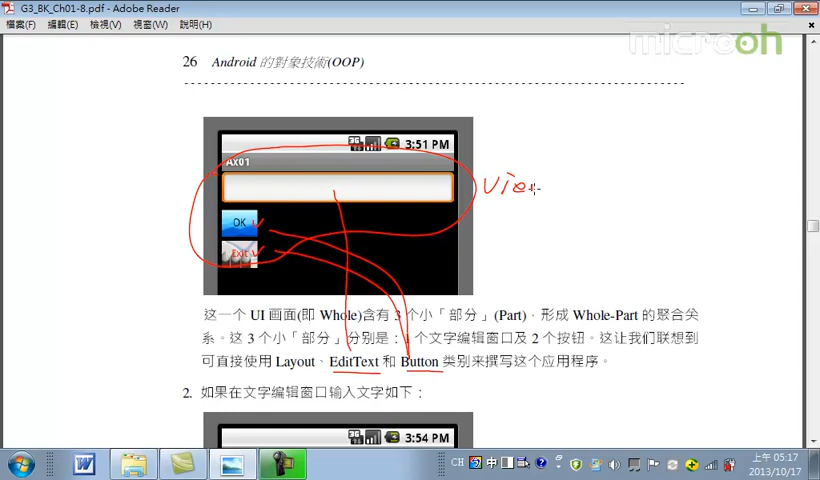 G3_BK_Ch01-8.pdf - Adobe Reader
檔案(F) 編輯(E) 檢視(V) 視窗(W) 說明(H)
microoh
26 Android 的對象技術(OOP)
3:51 PM
Ax01
View
OK
Exit
这一个 UI 画面(即 Whole)含有 3 个小「部分」(Part)，形成 Whole-Part 的聚合关
系。这 3 个小「部分」分别是：1 个文字编辑窗口及 2 个按钮。这让我们联想到
可直接使用 Layout、EditText 和 Button 类别来撰写这个应用程序。
2. 如果在文字编辑窗口输入文字如下：
3:54 PM
CH 中
上午 05:17
2013/10/17